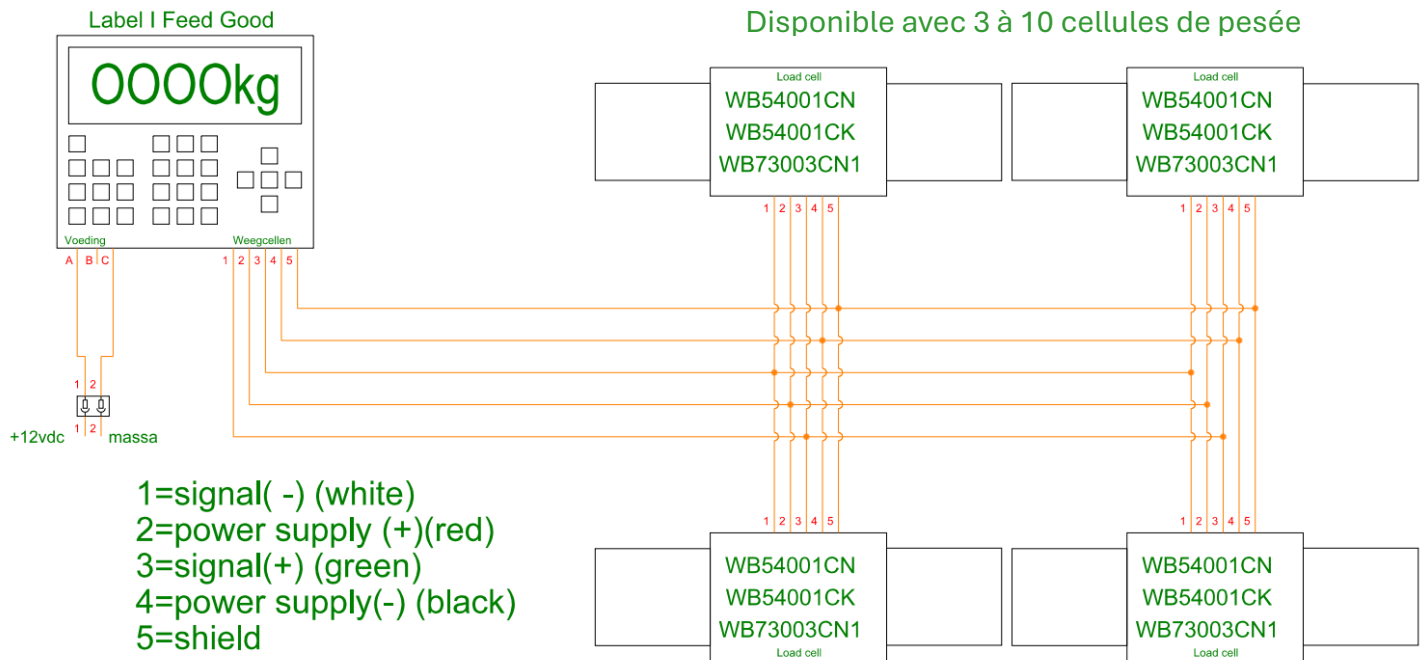 Label I Feed Good
Disponible avec 3 à 10 cellules de pesée
OOOOkg
Voeding
Weegcellen
A B C
1 2 3 4 5
Load cell
WB54001CN
WB54001CK
WB73003CN1
1 2 3 4 5
Load cell
WB54001CN
WB54001CK
WB73003CN1
1 2 3 4 5
1 2
+12vdc 1 2 massa
1=signal( -) (white)
2=power supply (+)(red)
3=signal(+) (green)
4=power supply(-) (black)
5=shield
1 2 3 4 5
WB54001CN
WB54001CK
WB73003CN1
Load cell
1 2 3 4 5
WB54001CN
WB54001CK
WB73003CN1
Load cell